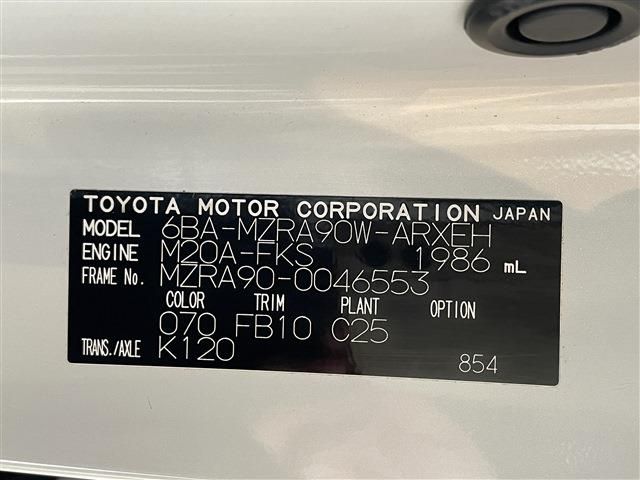 TOYOTA MOTOR CORPORATION JAPAN
MODEL 6BA-MZRA90W-ARXEH
ENGINE M20A-FKS 1986 mL
FRAME No. MZRA90-0046553
COLOR TRIM PLANT OPTION
070 FB10 C25
TRANS./AXLE K120
854